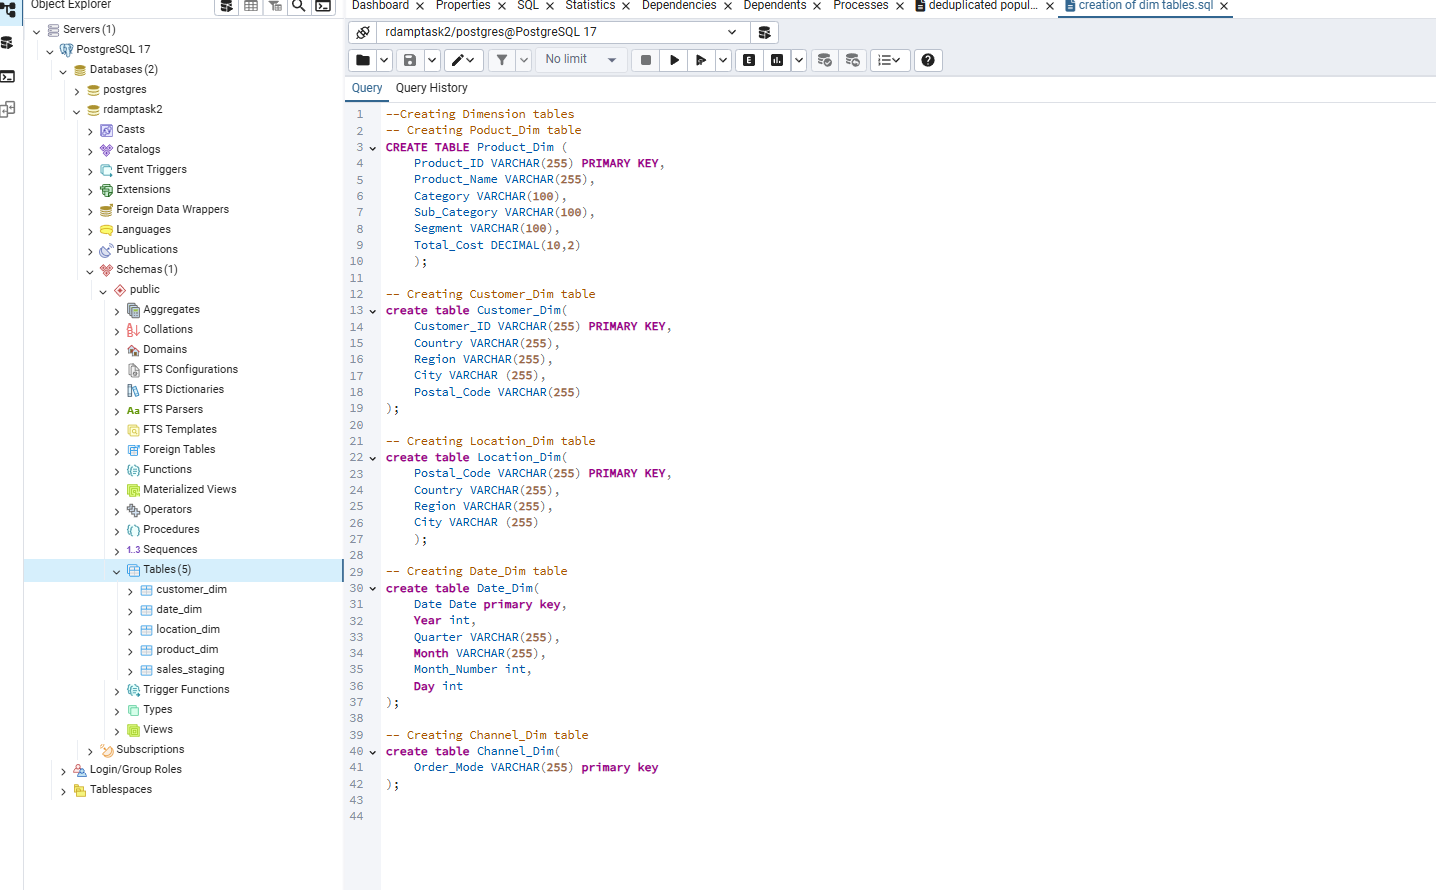 Object Explorer
Servers (1)
PostgreSQL 17
Databases (2)
postgres
rdamptask2
Casts
Catalogs
Event Triggers
Extensions
Foreign Data Wrappers
Languages
Publications
Schemas (1)
public
Aggregates
Collations
Domains
FTS Configurations
FTS Dictionaries
Aa FTS Parsers
FTS Templates
Foreign Tables
Functions
Materialized Views
Operators
Procedures
1..3 Sequences
Tables (5)
customer_dim
date_dim
location_dim
product_dim
sales_staging
Trigger Functions
Types
Views
Subscriptions
Login/Group Roles
Tablespaces
Dashboard Properties SQL Statistics Dependencies Dependents Processes deduplicated popul... creation of dim tables.sql
rdamptask2/postgres@PostgreSQL 17
No limit E
Query Query History
1 --Creating Dimension tables
2 -- Creating Poduct_Dim table
3 CREATE TABLE Product_Dim (
4 Product_ID VARCHAR(255) PRIMARY KEY,
5 Product_Name VARCHAR(255),
6 Category VARCHAR(100),
7 Sub_Category VARCHAR(100),
8 Segment VARCHAR(100),
9 Total_Cost DECIMAL(10,2)
10 );
11
12 -- Creating Customer_Dim table
13 create table Customer_Dim(
14 Customer_ID VARCHAR(255) PRIMARY KEY,
15 Country VARCHAR(255),
16 Region VARCHAR(255),
17 City VARCHAR (255),
18 Postal_Code VARCHAR(255)
19 );
20
21 -- Creating Location_Dim table
22 create table Location_Dim(
23 Postal_Code VARCHAR(255) PRIMARY KEY,
24 Country VARCHAR(255),
25 Region VARCHAR(255),
26 City VARCHAR (255)
27 );
28
29 -- Creating Date_Dim table
30 create table Date_Dim(
31 Date Date primary key,
32 Year int,
33 Quarter VARCHAR(255),
34 Month VARCHAR(255),
35 Month_Number int,
36 Day int
37 );
38
39 -- Creating Channel_Dim table
40 create table Channel_Dim(
41 Order_Mode VARCHAR(255) primary key
42 );
43
44